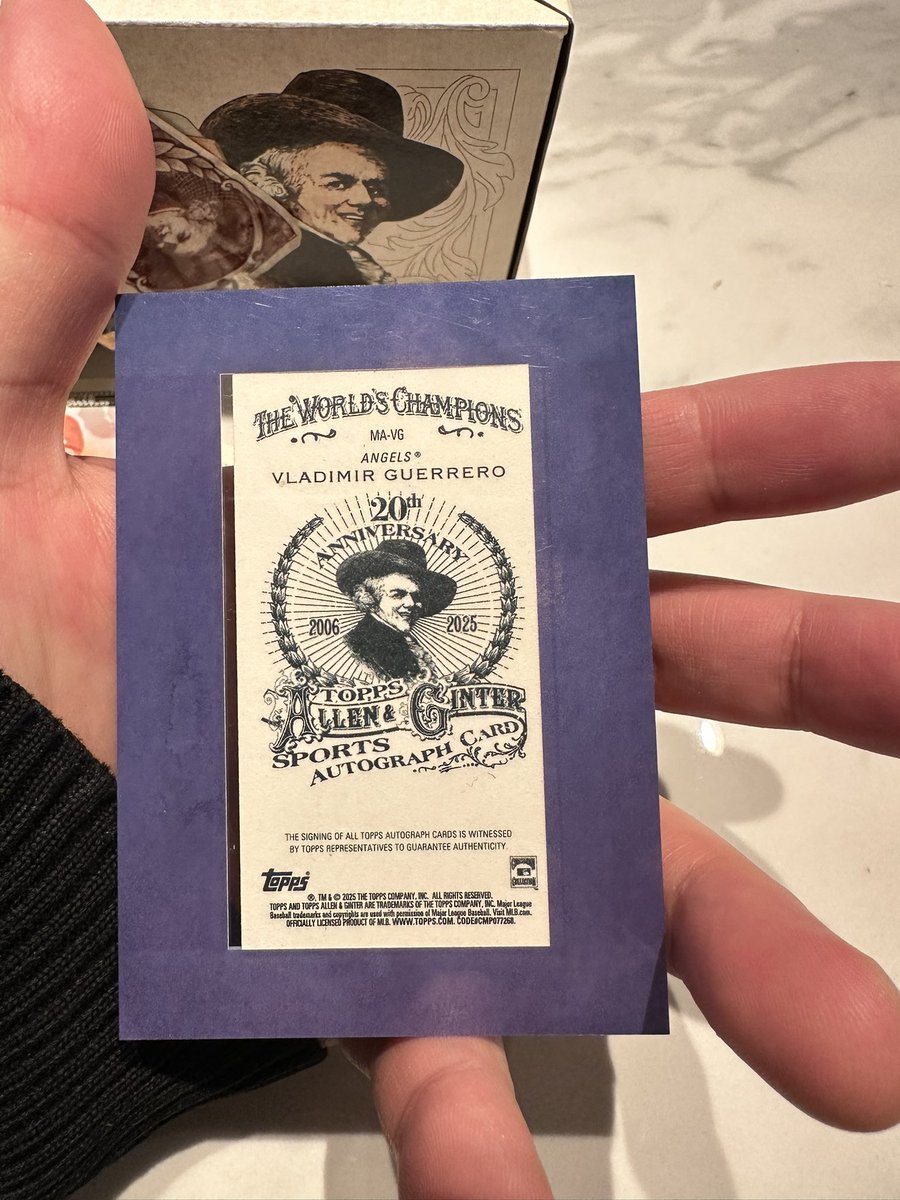 THE WORLD'S CHAMPIONS
MA-VG
ANGELS®
VLADIMIR GUERRERO
20th
ANNIVERSARY
2006 2025
TOPPS
ALLEN & GINTER
SPORTS
AUTOGRAPH CARD
THE SIGNING OF ALL TOPPS AUTOGRAPH CARDS IS WITNESSED
BY TOPPS REPRESENTATIVES TO GUARANTEE AUTHENTICITY.
topps®
®, TM & © 2025 THE TOPPS COMPANY, INC. ALL RIGHTS RESERVED.
TOPPS AND TOPPS ALLEN & GINTER ARE TRADEMARKS OF THE TOPPS COMPANY, INC. Major League
Baseball trademarks and copyrights are used with permission of Major League Baseball. Visit MLB.com.
OFFICIALLY LICENSED PRODUCT OF MLB. WWW.TOPPS.COM. CODE#CMP077268.